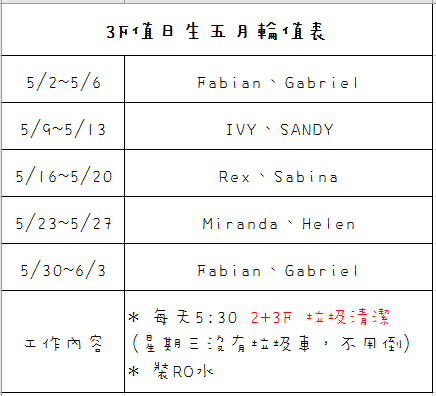 3F值日生五月輪值表
5/2~5/6 Fabian、Gabriel
5/9~5/13 IVY、SANDY
5/16~5/20 Rex、Sabina
5/23~5/27 Miranda、Helen
5/30~6/3 Fabian、Gabriel
工作內容
* 每天5:30 2+3F 垃圾清潔
(星期三沒有垃圾車，不用倒)
* 裝RO水